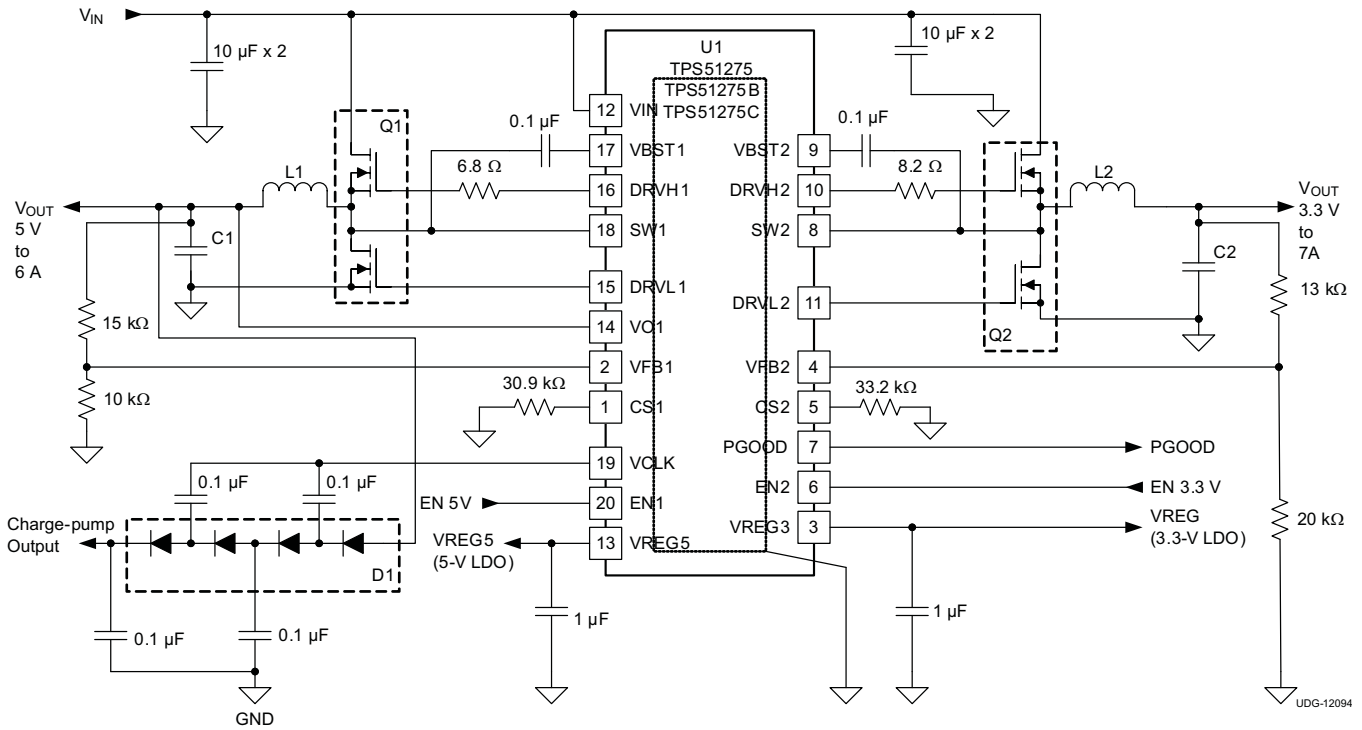 V_IN
10 µF x 2
10 µF x 2
U1
TPS51275
TPS51275B
TPS51275C
Q1
0.1 µF
12 VIN
17 VBST1
VBST2 9
0.1 µF
L1
6.8 Ω
16 DRVH1
DRVH2 10
8.2 Ω
L2
V_OUT
5 V
to
6 A
C1
18 SW1
SW2 8
V_OUT
3.3 V
to
7A
C2
15 DRVL1
DRVL2 11
Q2
13 kΩ
15 kΩ
14 VO1
2 VFB1
VFB2 4
10 kΩ
30.9 kΩ
1 CS1
CS2 5
33.2 kΩ
PGOOD 7
PGOOD
19 VCLK
0.1 µF
0.1 µF
EN 5V
20 EN1
EN2 6
EN 3.3 V
Charge-pump
Output
D1
VREG5
(5-V LDO)
13 VREG5
VREG3 3
VREG
(3.3-V LDO)
20 kΩ
0.1 µF
0.1 µF
1 µF
1 µF
GND
UDG-12094